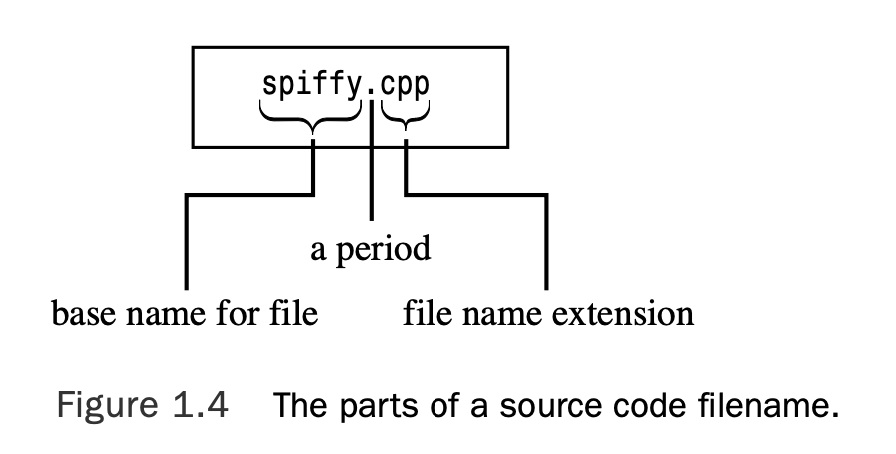 spiffy.cpp
a period
base name for file
file name extension
Figure 1.4 The parts of a source code filename.